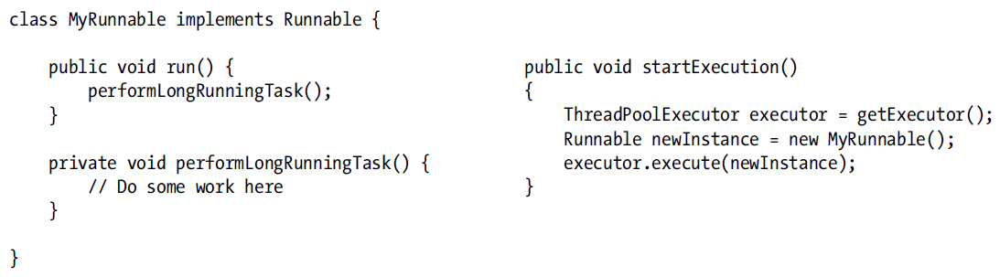 class MyRunnable implements Runnable {
public void run() {
performLongRunningTask();
}
private void performLongRunningTask() {
// Do some work here
}
}
public void startExecution()
{
ThreadPoolExecutor executor = getExecutor();
Runnable newInstance = new MyRunnable();
executor.execute(newInstance);
}